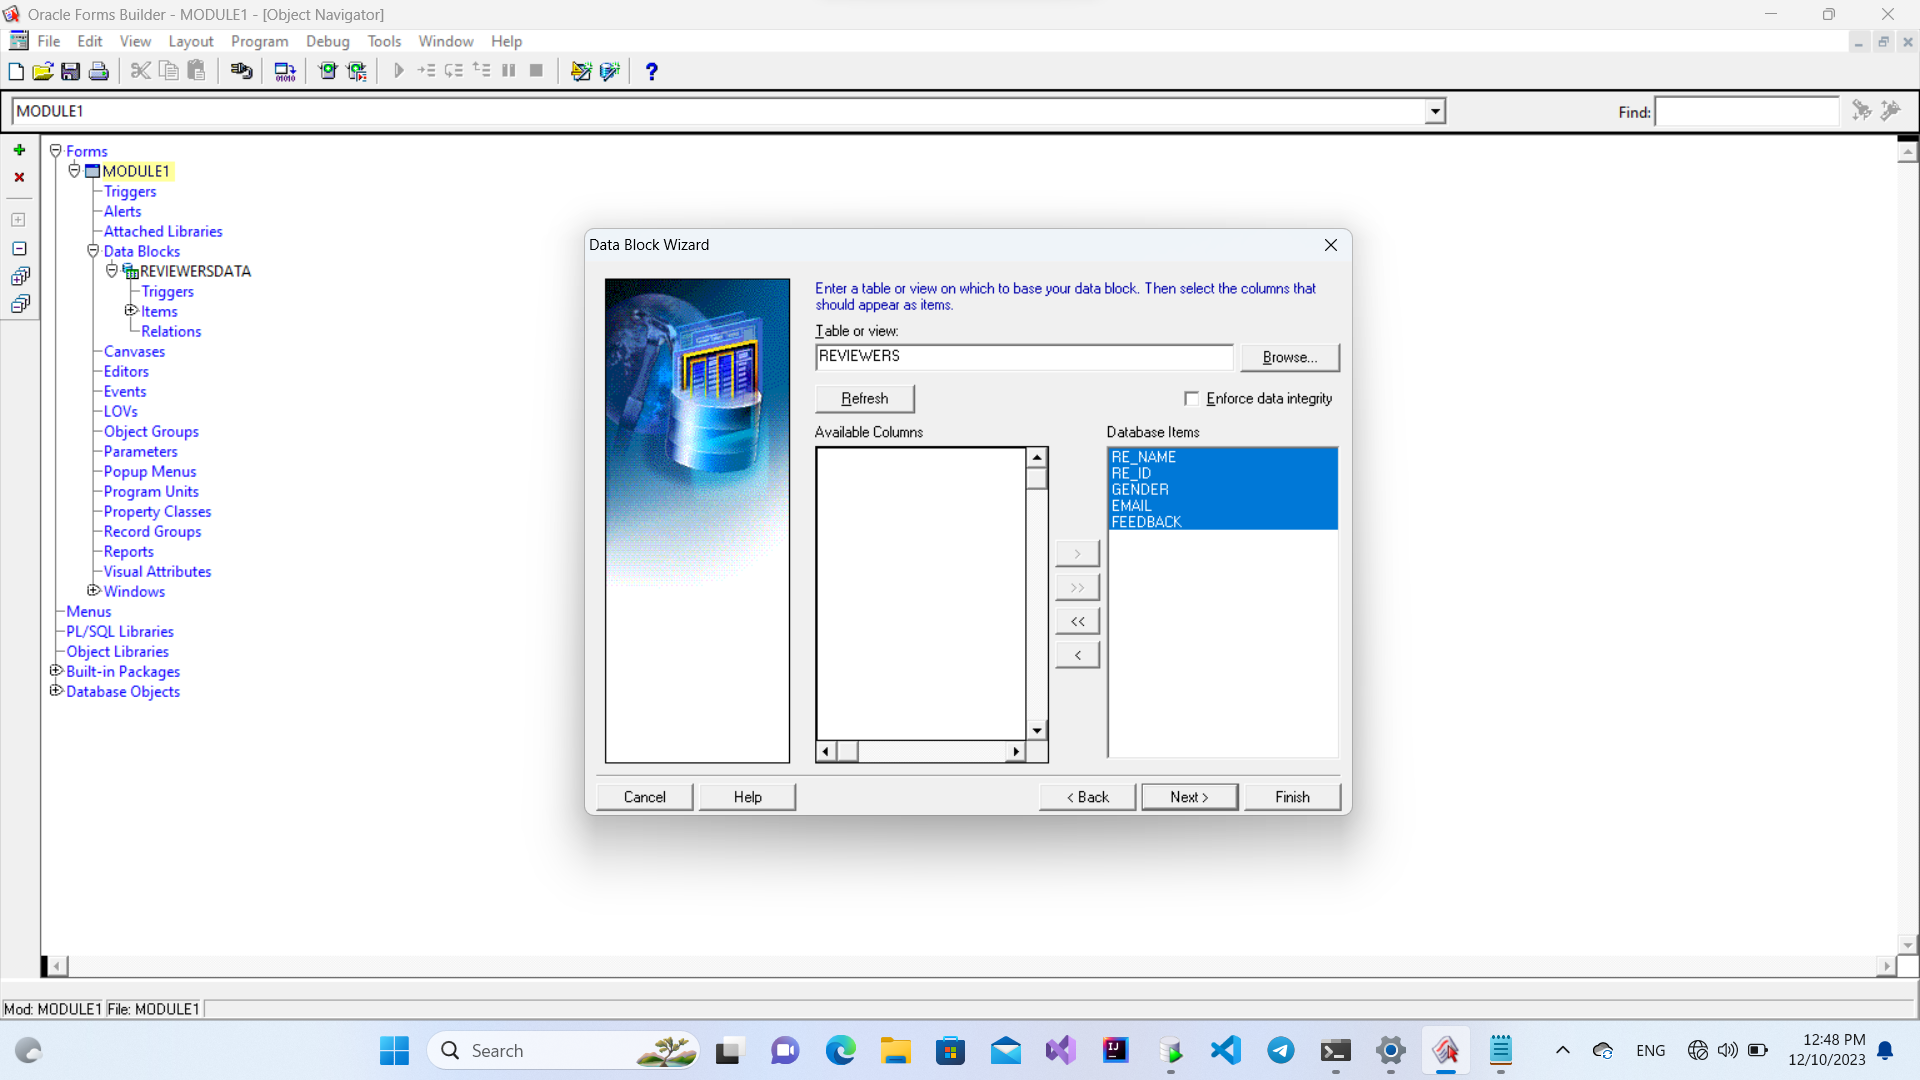 Oracle Forms Builder - MODULE1 - [Object Navigator]
File Edit View Layout Program Debug Tools Window Help
MODULE1
Find:
Forms
MODULE1
Triggers
Alerts
Attached Libraries
Data Blocks
REVIEWERSDATA
Triggers
Items
Relations
Canvases
Editors
Events
LOVs
Object Groups
Parameters
Popup Menus
Program Units
Property Classes
Record Groups
Reports
Visual Attributes
Windows
Menus
PL/SQL Libraries
Object Libraries
Built-in Packages
Database Objects
Data Block Wizard
Enter a table or view on which to base your data block. Then select the columns that
should appear as items.
Table or view:
REVIEWERS
Browse...
Refresh
Enforce data integrity
Available Columns
Database Items
RE_NAME
RE_ID
GENDER
EMAIL
FEEDBACK
>
>>
<<
<
Cancel Help < Back Next > Finish
Mod: MODULE1 File: MODULE1
Search
ENG
12:48 PM
12/10/2023